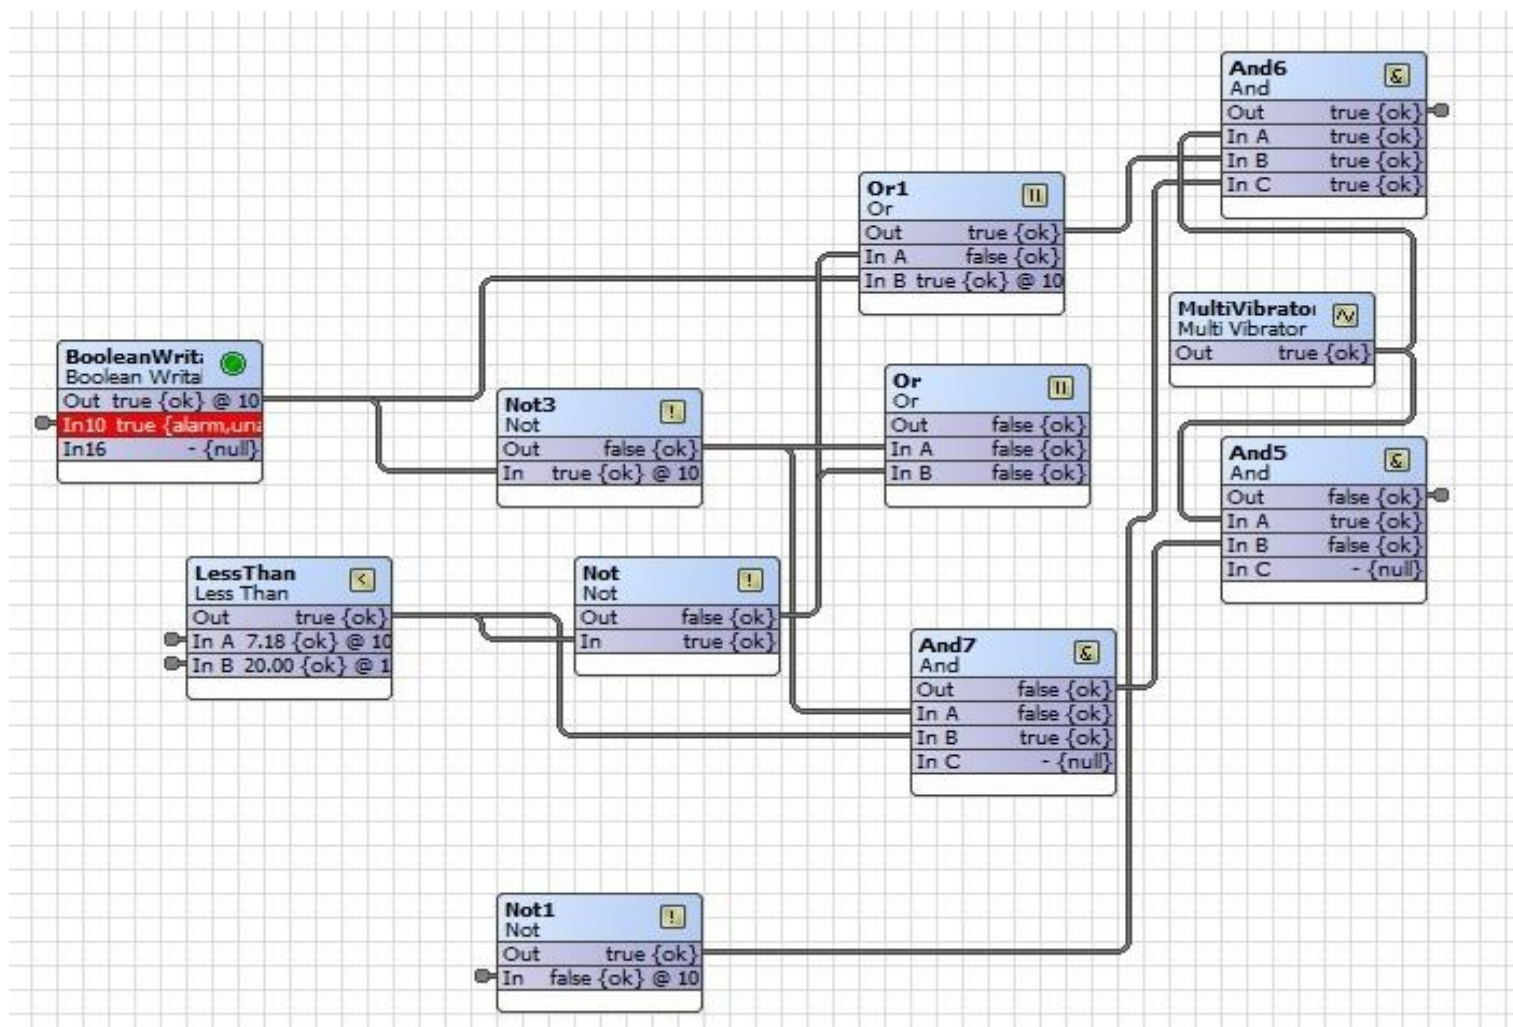 And6
And
Out true {ok}
In A true {ok}
In B true {ok}
In C true {ok}
Or1
Or
Out true {ok}
In A false {ok}
In B true {ok} @ 10
MultiVibrator
Multi Vibrator
Out true {ok}
BooleanWrita
Boolean Writal
Out true {ok} @ 10
In10 true {alarm,una
In16 - {null}
Not3
Not
Out false {ok}
In true {ok} @ 10
Or
Or
Out false {ok}
In A false {ok}
In B false {ok}
And5
And
Out false {ok}
In A true {ok}
In B false {ok}
In C - {null}
LessThan
Less Than
Out true {ok}
In A 7.18 {ok} @ 10
In B 20.00 {ok} @ 1
Not
Not
Out false {ok}
In true {ok}
And7
And
Out false {ok}
In A false {ok}
In B true {ok}
In C - {null}
Not1
Not
Out true {ok}
In false {ok} @ 10